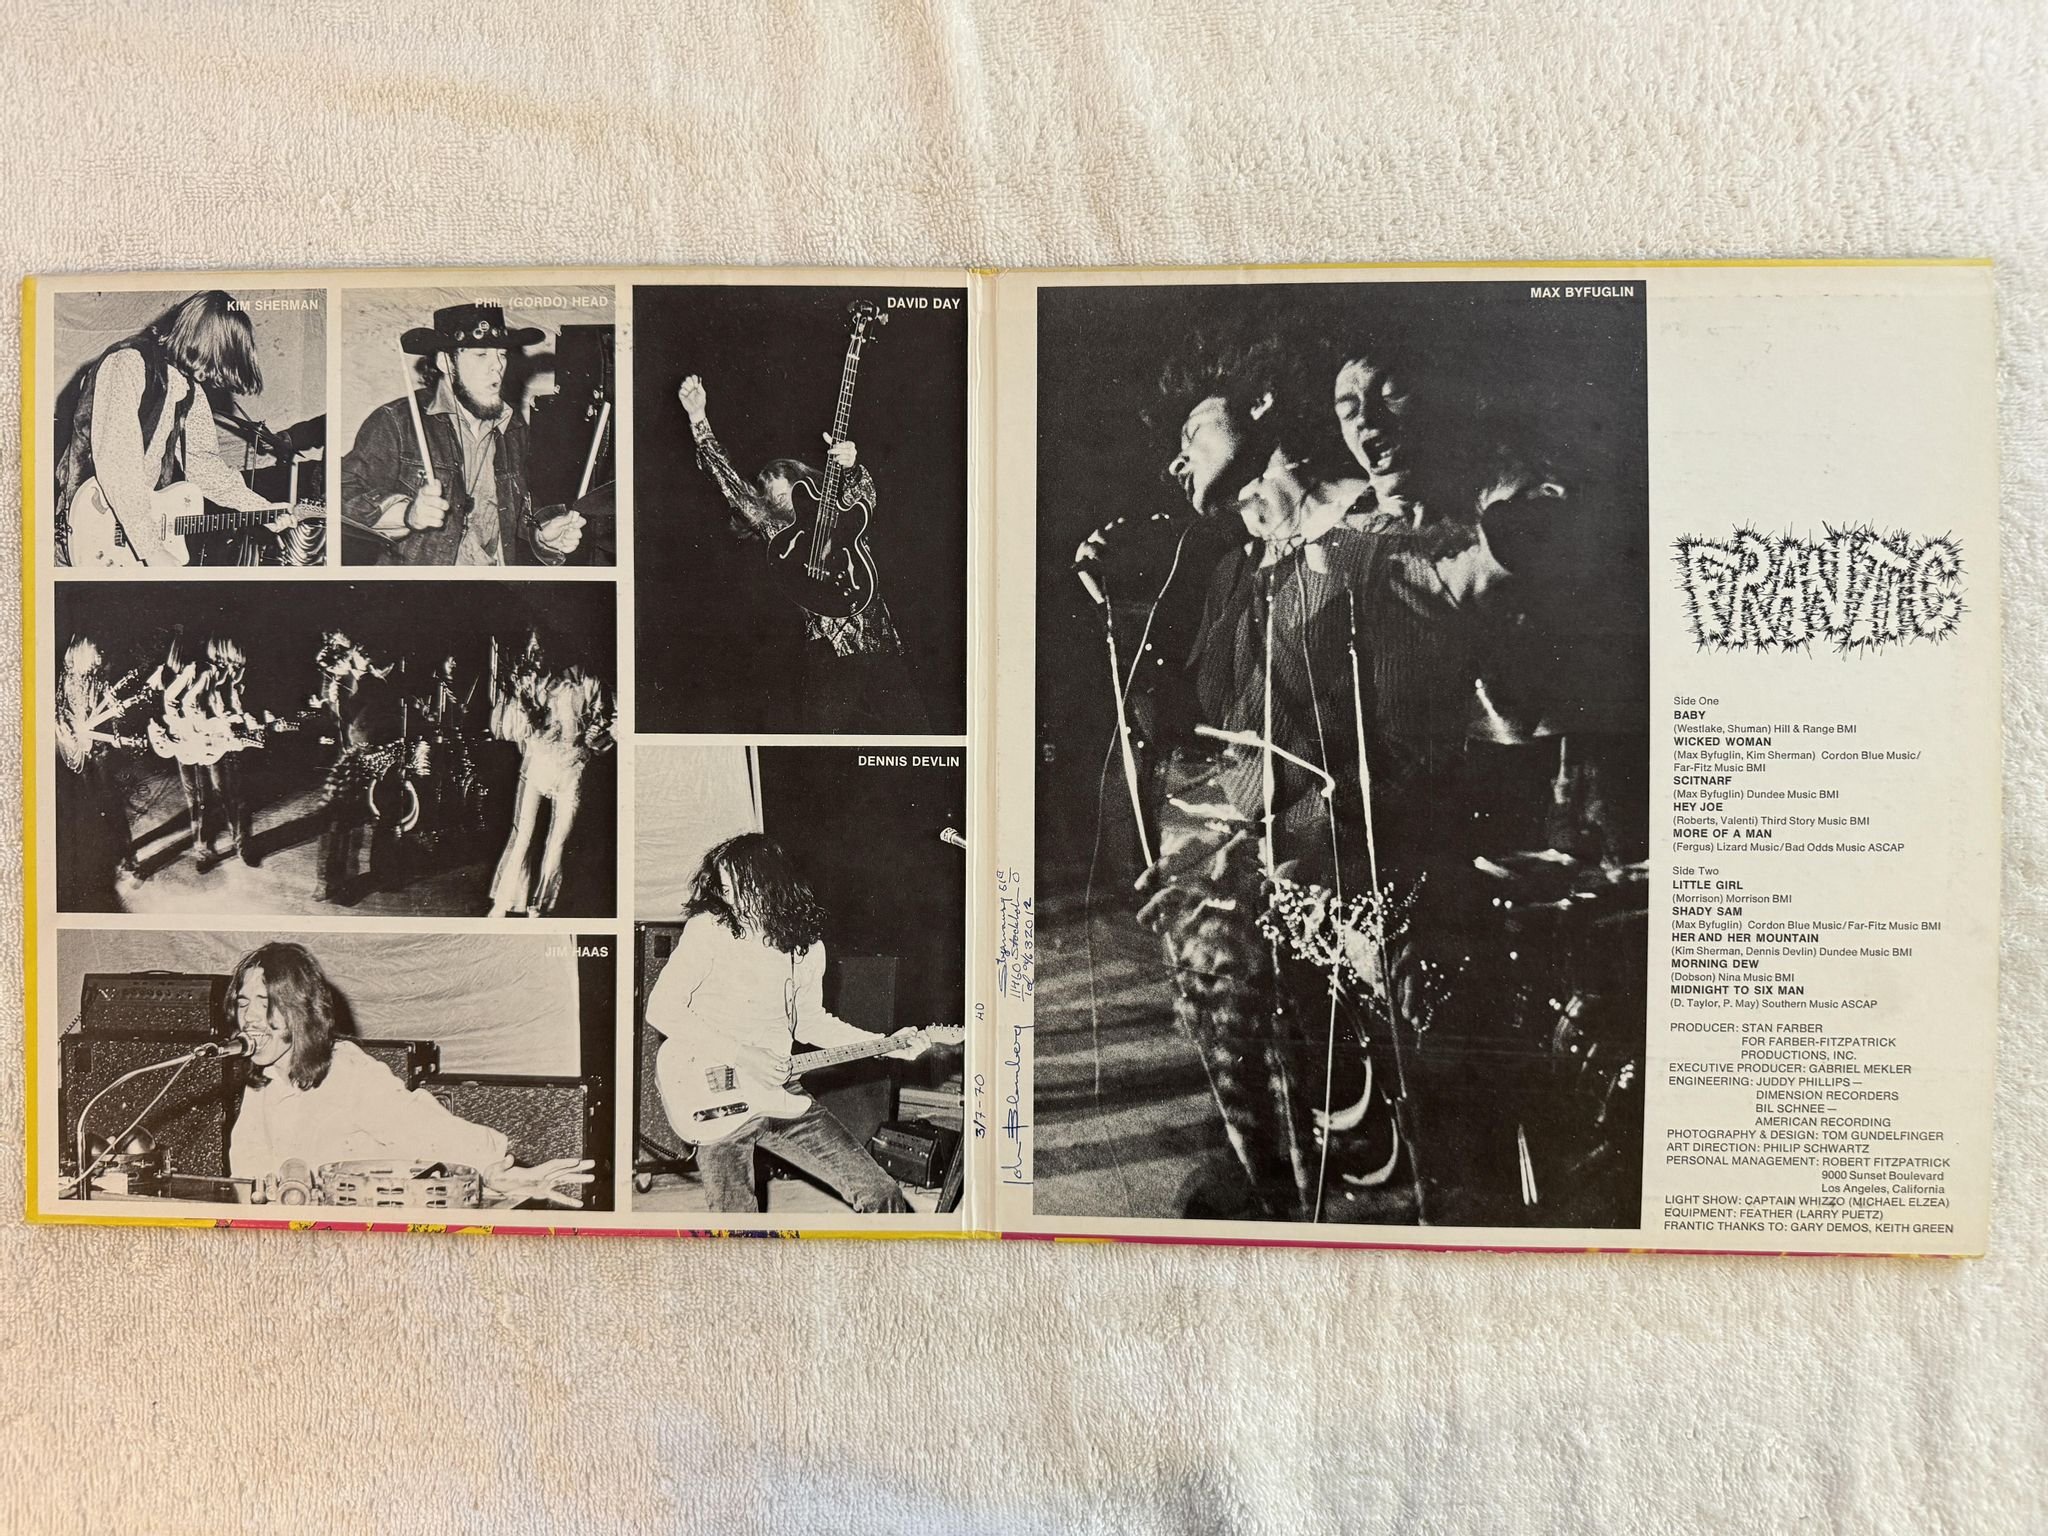 KIM SHERMAN
PHIL (GORDO) HEAD
DAVID DAY
DENNIS DEVLIN
JIM HAAS
3/7-70 HD
11460 Stockholm
MAX BYFUGLIN
FRANTIC
Side One
BABY
(Westlake, Shuman) Hill & Range BMI
WICKED WOMAN
(Max Byfuglin, Kim Sherman) Cordon Blue Music/
Far-Fitz Music BMI
SCITNARF
(Max Byfuglin) Dundee Music BMI
HEY JOE
(Roberts, Valenti) Third Story Music BMI
MORE OF A MAN
(Fergus) Lizard Music/Bad Odds Music ASCAP
Side Two
LITTLE GIRL
(Morrison) Morrison BMI
SHADY SAM
(Max Byfuglin) Cordon Blue Music/Far-Fitz Music BMI
HER AND HER MOUNTAIN
(Kim Sherman, Dennis Devlin) Dundee Music BMI
MORNING DEW
(Dobson) Nina Music BMI
MIDNIGHT TO SIX MAN
(D. Taylor, P. May) Southern Music ASCAP
PRODUCER: STAN FARBER
FOR FARBER-FITZPATRICK
PRODUCTIONS, INC.
EXECUTIVE PRODUCER: GABRIEL MEKLER
ENGINEERING: JUDDY PHILLIPS—
DIMENSION RECORDERS
BIL SCHNEE—
AMERICAN RECORDING
PHOTOGRAPHY & DESIGN: TOM GUNDELFINGER
ART DIRECTION: PHILIP SCHWARTZ
PERSONAL MANAGEMENT: ROBERT FITZPATRICK
9000 Sunset Boulevard
Los Angeles, California
LIGHT SHOW: CAPTAIN WHIZZO (MICHAEL ELZEA)
EQUIPMENT: FEATHER (LARRY PUETZ)
FRANTIC THANKS TO: GARY DEMOS, KEITH GREEN